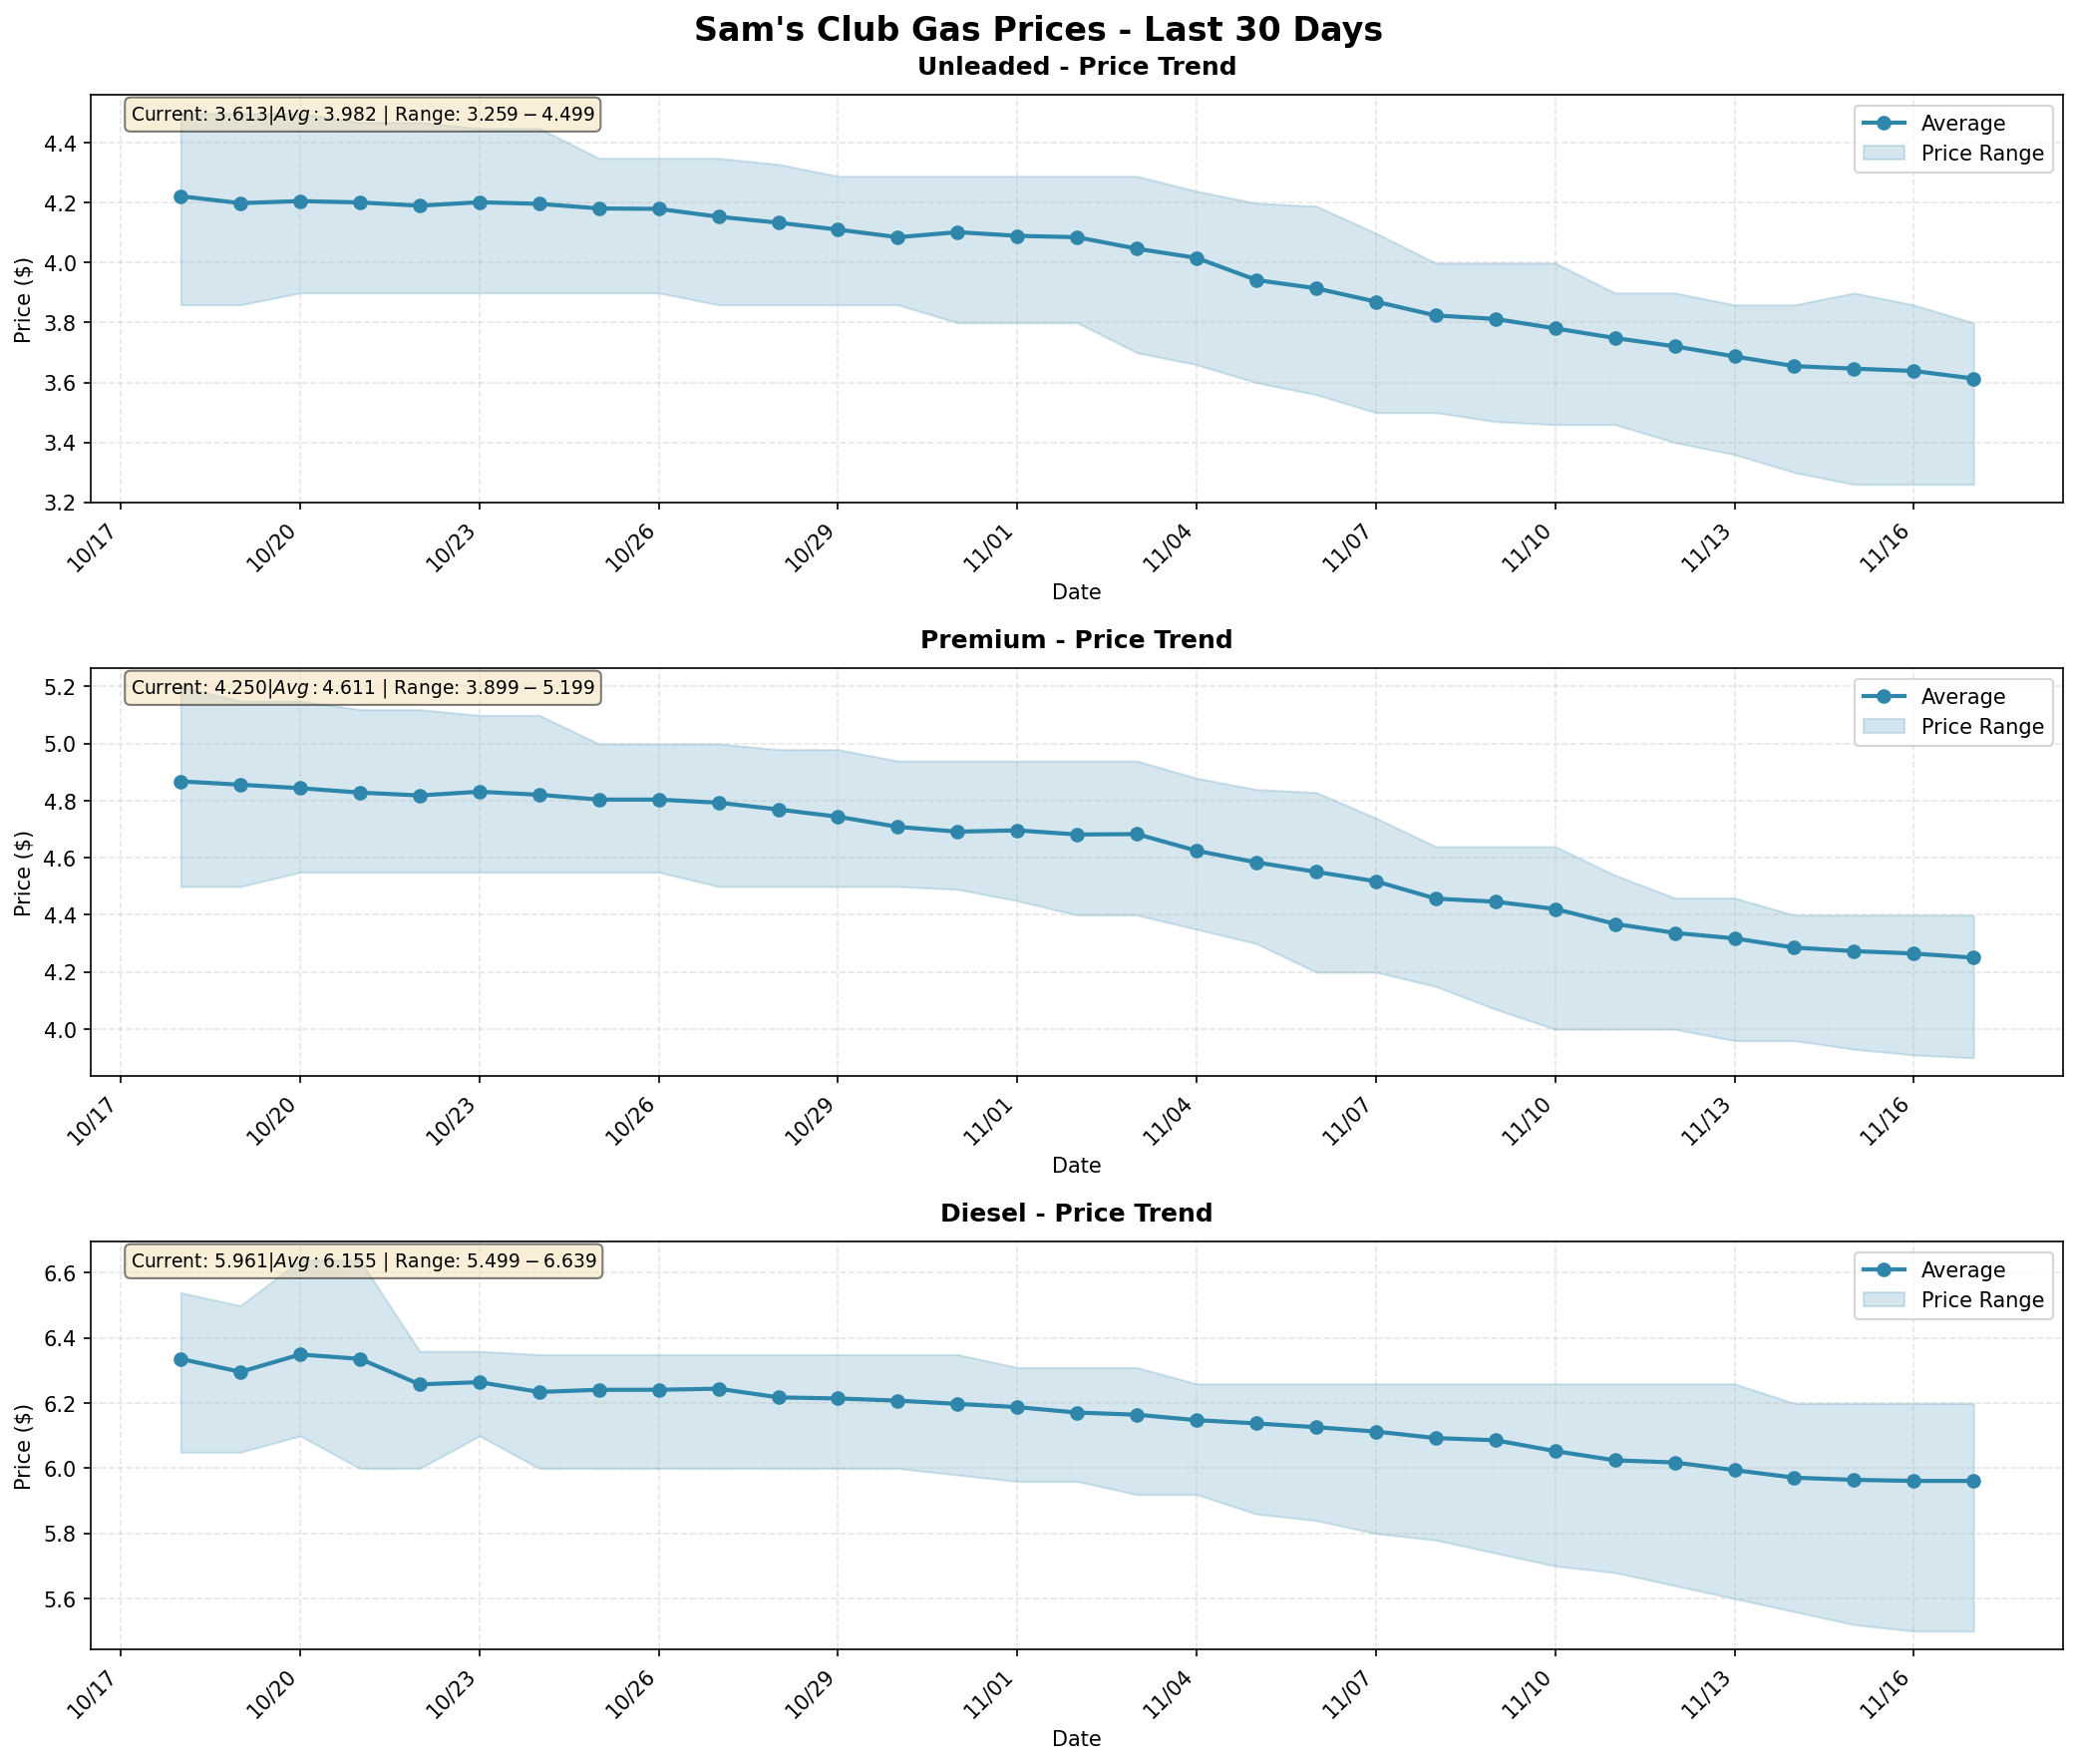 Sam's Club Gas Prices - Last 30 Days
Unleaded - Price Trend
Current: 3.613|Avg: 3.982 | Range: 3.259 − 4.499
Average
Price Range
4.4
4.2
4.0
3.8
3.6
3.4
3.2
Price ($)
10/17 10/20 10/23 10/26 10/29 11/01 11/04 11/07 11/10 11/13 11/16
Date
Premium - Price Trend
Current: 4.250|Avg: 4.611 | Range: 3.899 − 5.199
Average
Price Range
5.2
5.0
4.8
4.6
4.4
4.2
4.0
Price ($)
10/17 10/20 10/23 10/26 10/29 11/01 11/04 11/07 11/10 11/13 11/16
Date
Diesel - Price Trend
Current: 5.961|Avg: 6.155 | Range: 5.499 − 6.639
Average
Price Range
6.6
6.4
6.2
6.0
5.8
5.6
Price ($)
10/17 10/20 10/23 10/26 10/29 11/01 11/04 11/07 11/10 11/13 11/16
Date